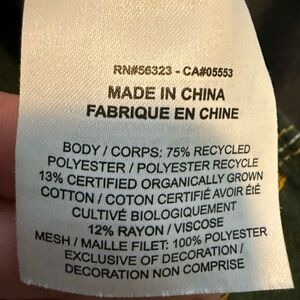 RN#56323 - CA#05553
MADE IN CHINA
FABRIQUE EN CHINE
BODY / CORPS: 75% RECYCLED
POLYESTER / POLYESTER RECYCLE
13% CERTIFIED ORGANICALLY GROWN
COTTON / COTON CERTIFIÉ AVOIR ÉTÉ
CULTIVÉ BIOLOGIQUEMENT
12% RAYON / VISCOSE
MESH / MAILLE FILET: 100% POLYESTER
EXCLUSIVE OF DECORATION /
DECORATION NON COMPRISE